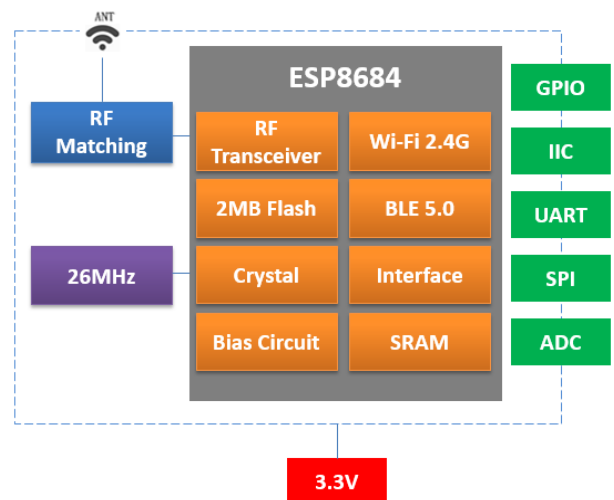 ANT
ESP8684
RF
Matching
RF
Transceiver
Wi-Fi 2.4G
2MB Flash
BLE 5.0
26MHz
Crystal
Interface
Bias Circuit
SRAM
GPIO
IIC
UART
SPI
ADC
3.3V